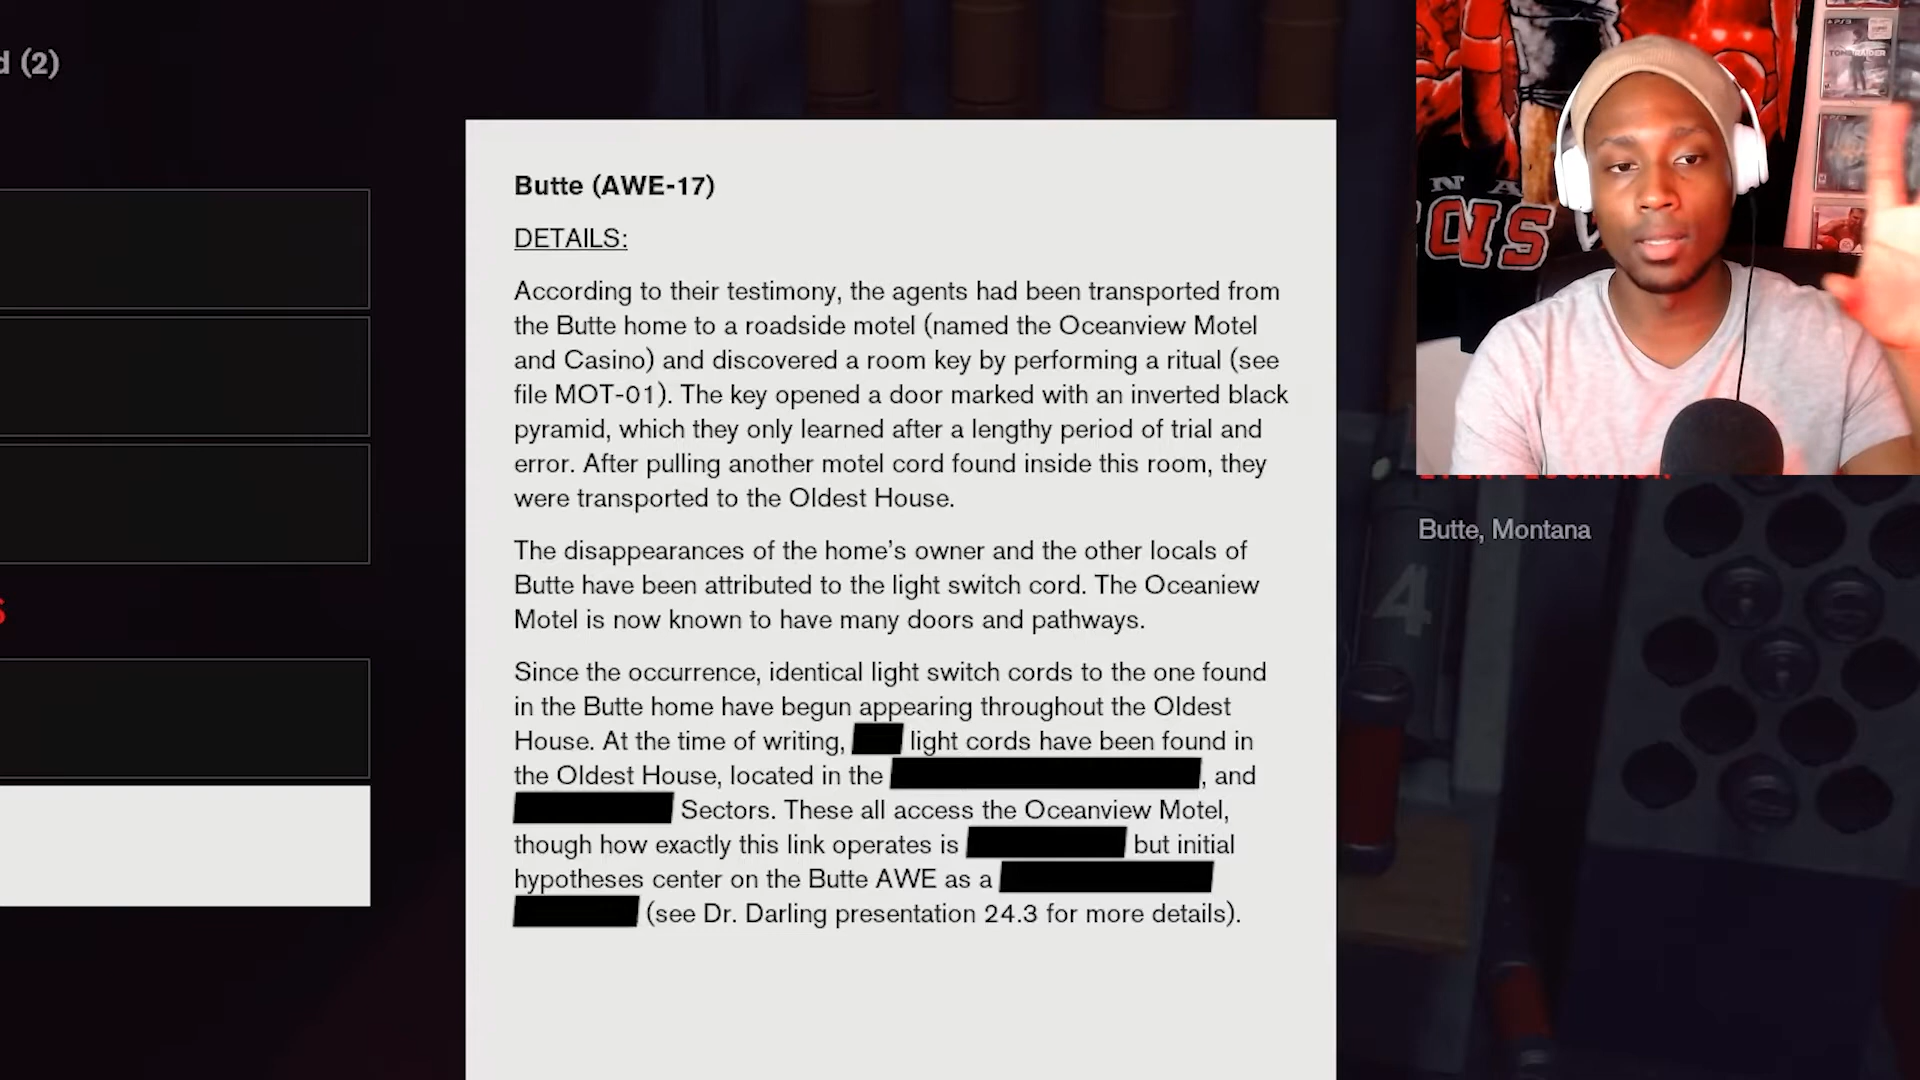 d (2)
Butte (AWE-17)
DETAILS:
According to their testimony, the agents had been transported from
the Butte home to a roadside motel (named the Oceanview Motel
and Casino) and discovered a room key by performing a ritual (see
file MOT-01). The key opened a door marked with an inverted black
pyramid, which they only learned after a lengthy period of trial and
error. After pulling another motel cord found inside this room, they
were transported to the Oldest House.
The disappearances of the home's owner and the other locals of
Butte have been attributed to the light switch cord. The Oceaniew
Motel is now known to have many doors and pathways.
Since the occurrence, identical light switch cords to the one found
in the Butte home have begun appearing throughout the Oldest
House. At the time of writing, light cords have been found in
the Oldest House, located in the , and
Sectors. These all access the Oceanview Motel,
though how exactly this link operates is but initial
hypotheses center on the Butte AWE as a
(see Dr. Darling presentation 24.3 for more details).
Butte, Montana
4
TOMB RAIDER